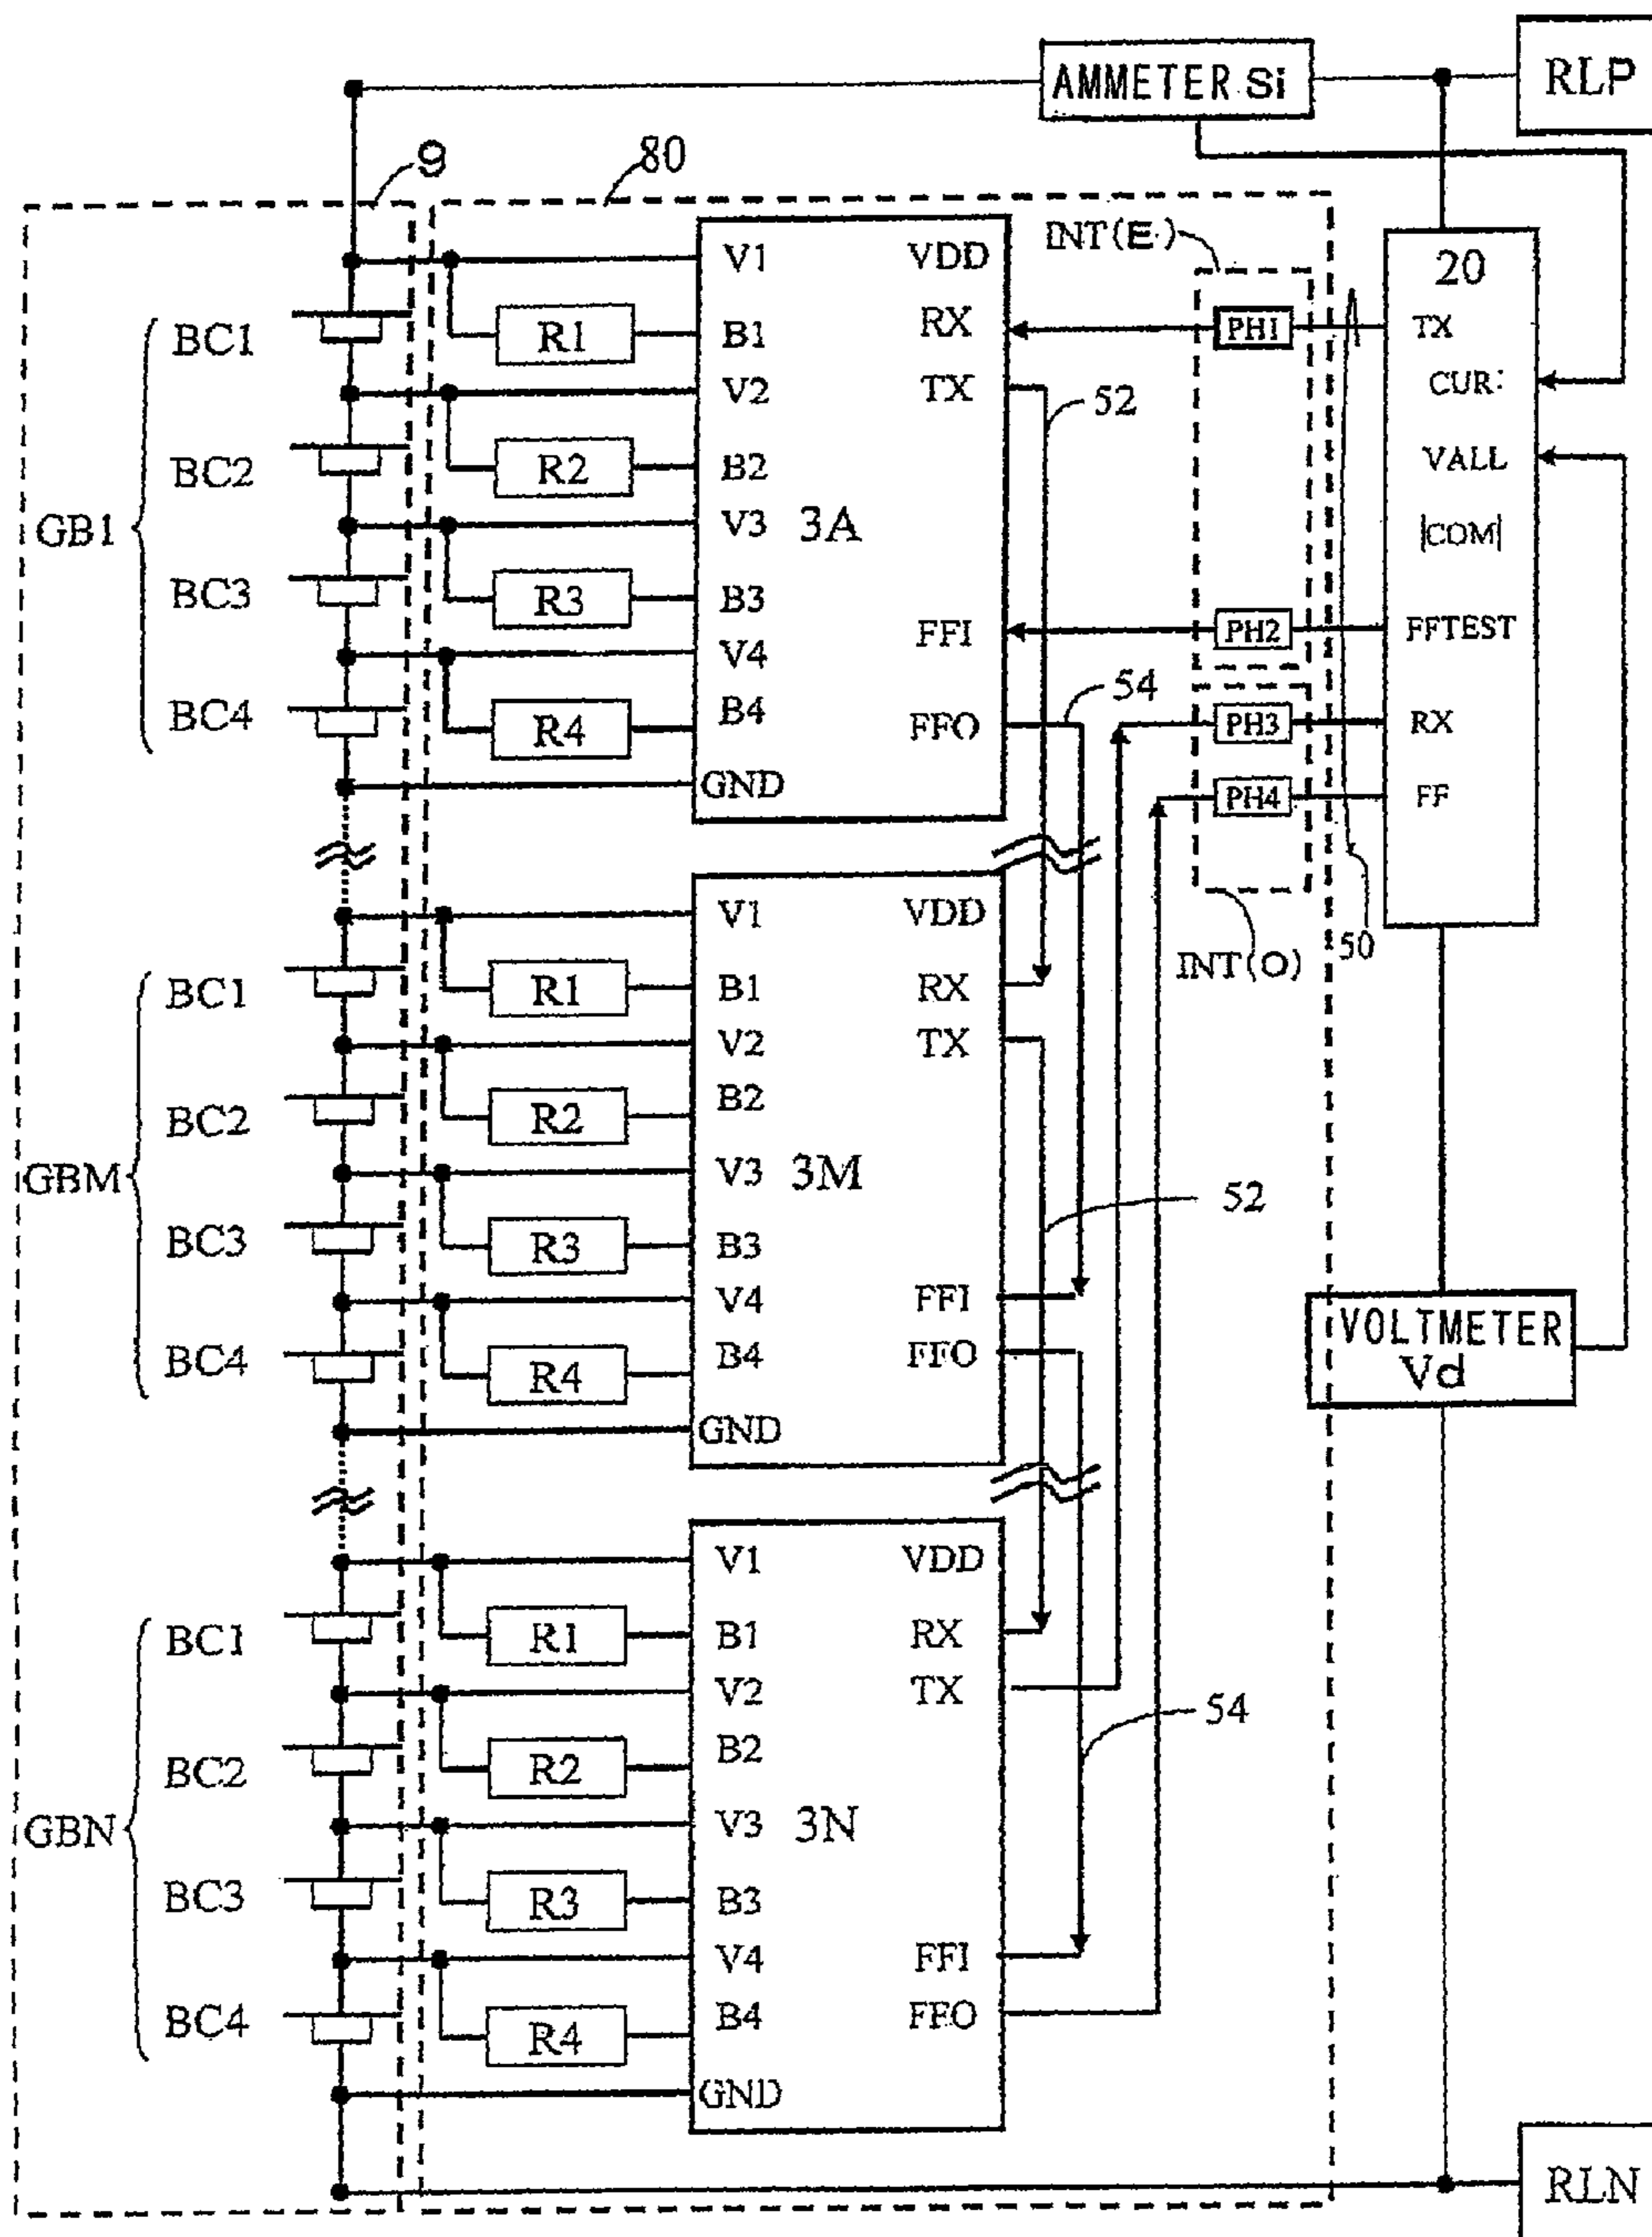 RLP
AMMETER Si
9
80
INT(E.)
V1
VDD
20
BC1
R1
B1
RX
PH1
TX
V2
TX
52
CUR:
BC2
R2
B2
VALL
GB1
V3
3A
|COM|
BC3
R3
B3
FFI
PH2
FFTEST
V4
54
BC4
R4
B4
FFO
PH3
RX
GND
PH4
FF
V1
VDD
50
INT(O)
BC1
R1
B1
RX
V2
TX
BC2
R2
B2
GBM
V3
3M
52
BC3
R3
B3
V4
FFI
VOLTMETER
Vd
BC4
R4
B4
FFO
GND
V1
VDD
BC1
R1
B1
RX
V2
TX
54
BC2
R2
B2
GBN
V3
3N
BC3
R3
B3
V4
FFI
BC4
R4
B4
FFO
GND
RLN